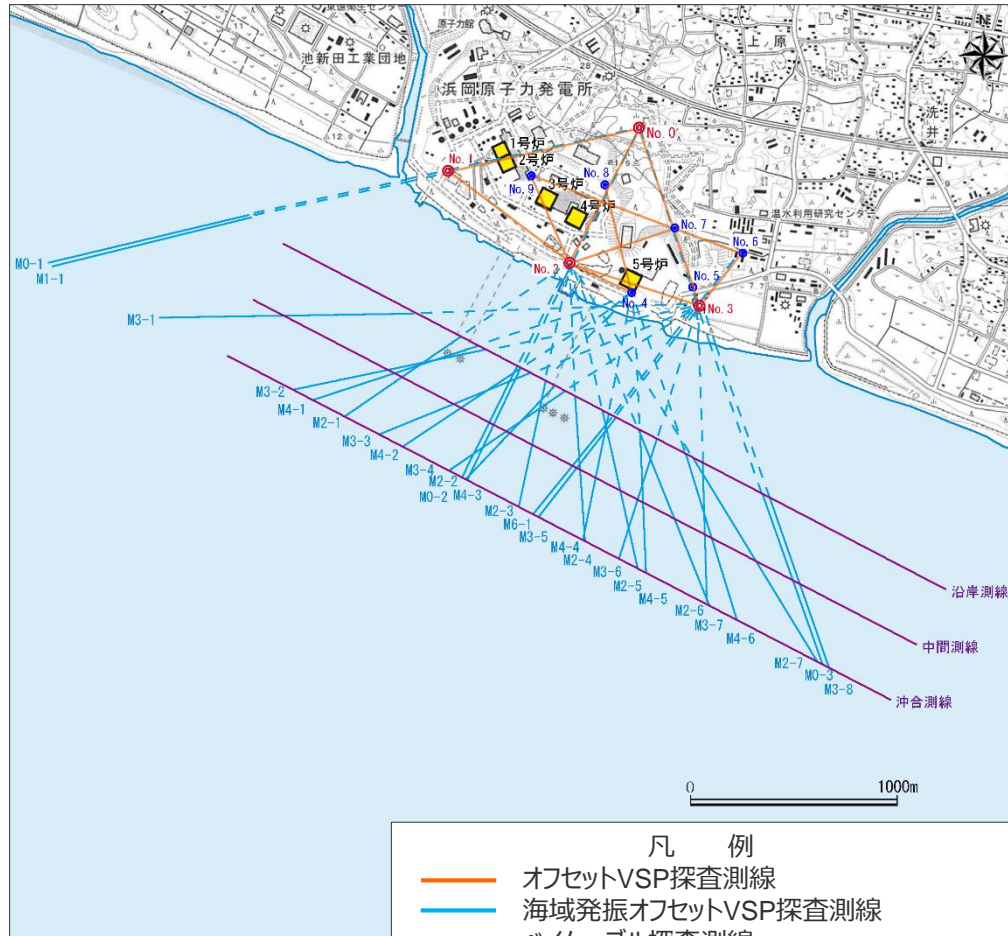 原子力館
池新田工業団地
浜岡原子力発電所
上ノ原
洗井
N
E
28
12.9
No. 0
No. 1
1号炉
2号炉
No. 9
3号炉
No. 8
4号炉
温水利用研究センター
No. 7
No. 6
No. 2
5号炉
No. 5
No. 4
No. 3
M0-1
M1-1
M3-1
M3-2
M4-1
M2-1
M3-3
M4-2
M3-4
M2-2
M0-2
M4-3
M2-3
M6-1
M3-5
M4-4
M2-4
M3-6
M2-5
M4-5
M2-6
M3-7
M4-6
M2-7
M0-3
M3-8
沿岸測線
中間測線
沖合測線
0 1000m
凡 例
オフセットVSP探査測線
海域発振オフセットVSP探査測線